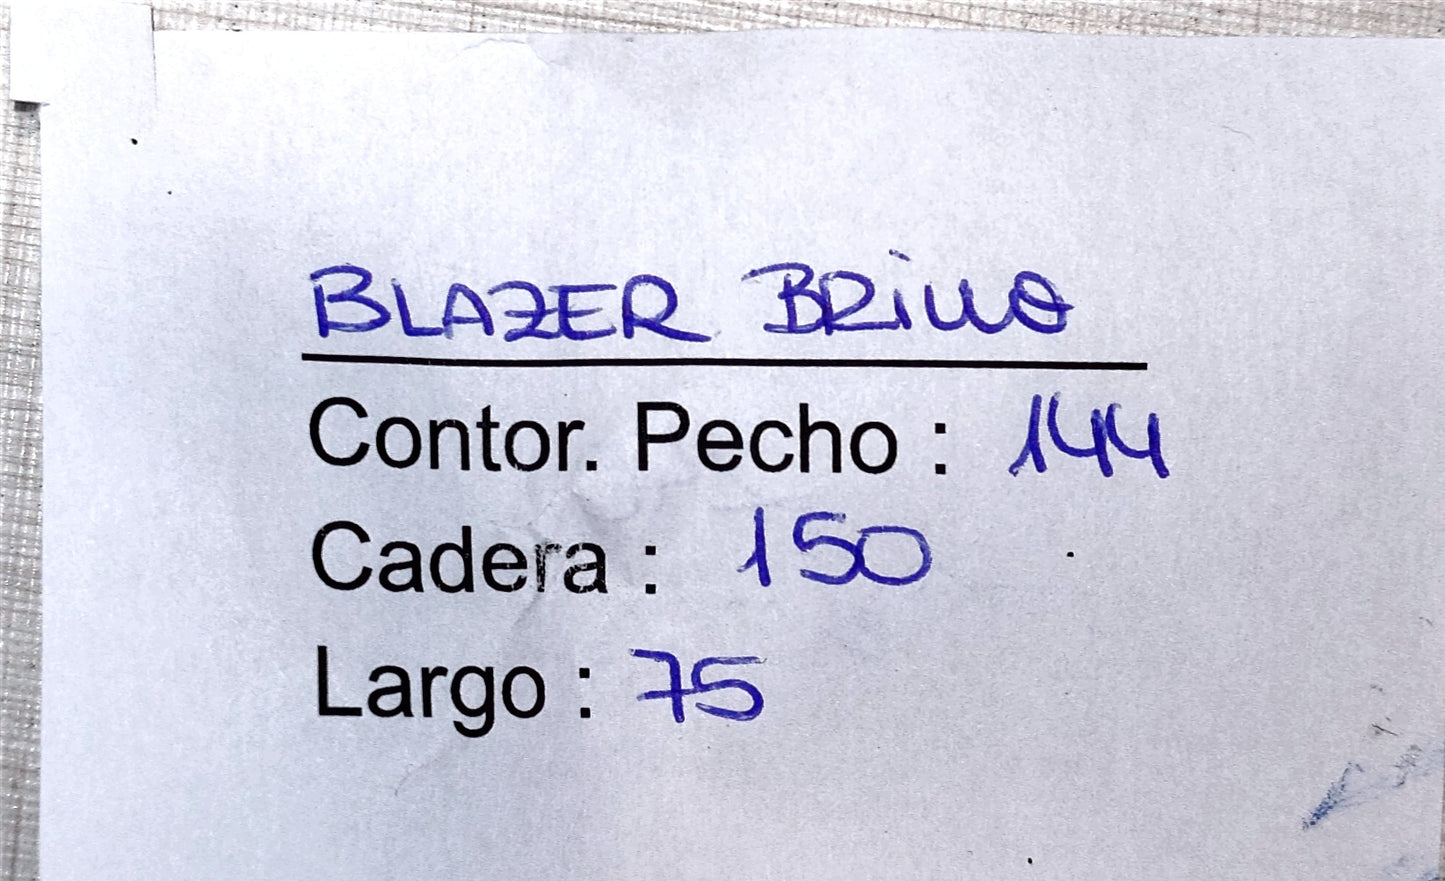 BLAZER BRiLLO
Contor. Pecho : 144
Cadera : 150
Largo : 75